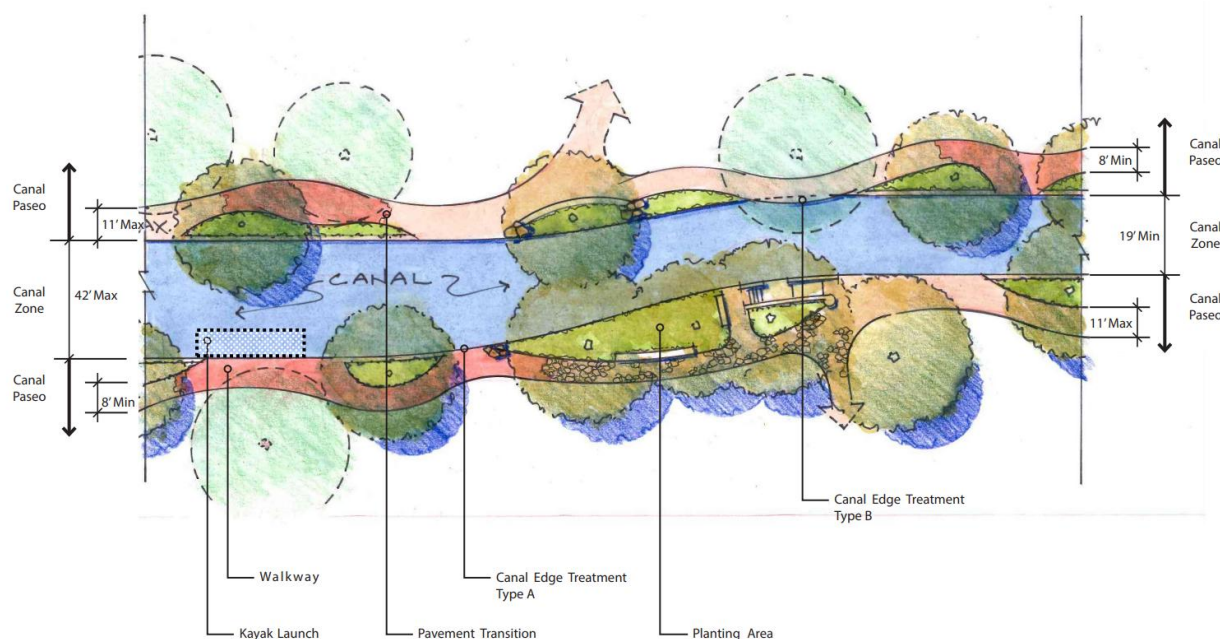 Canal
Paseo
11' Max
Canal
Zone
42' Max
Canal
Paseo
8' Min
CANAL
Canal
Paseo
8' Min
Canal
Zone
19' Min
Canal
Paseo
11' Max
Canal Edge Treatment
Type B
Walkway
Canal Edge Treatment
Type A
Kayak Launch
Pavement Transition
Planting Area